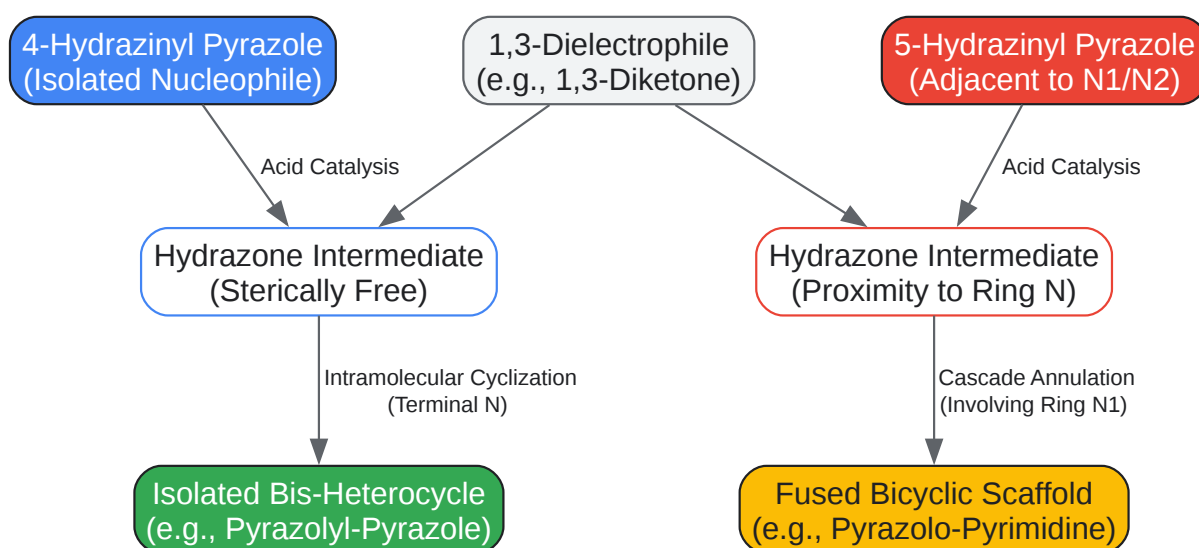 4-Hydrazinyl Pyrazole
(Isolated Nucleophile)
1,3-Dielectrophile
(e.g., 1,3-Diketone)
5-Hydrazinyl Pyrazole
(Adjacent to N1/N2)
Acid Catalysis
Acid Catalysis
Hydrazone Intermediate
(Sterically Free)
Hydrazone Intermediate
(Proximity to Ring N)
Intramolecular Cyclization
(Terminal N)
Cascade Annulation
(Involving Ring N1)
Isolated Bis-Heterocycle
(e.g., Pyrazolyl-Pyrazole)
Fused Bicyclic Scaffold
(e.g., Pyrazolo-Pyrimidine)